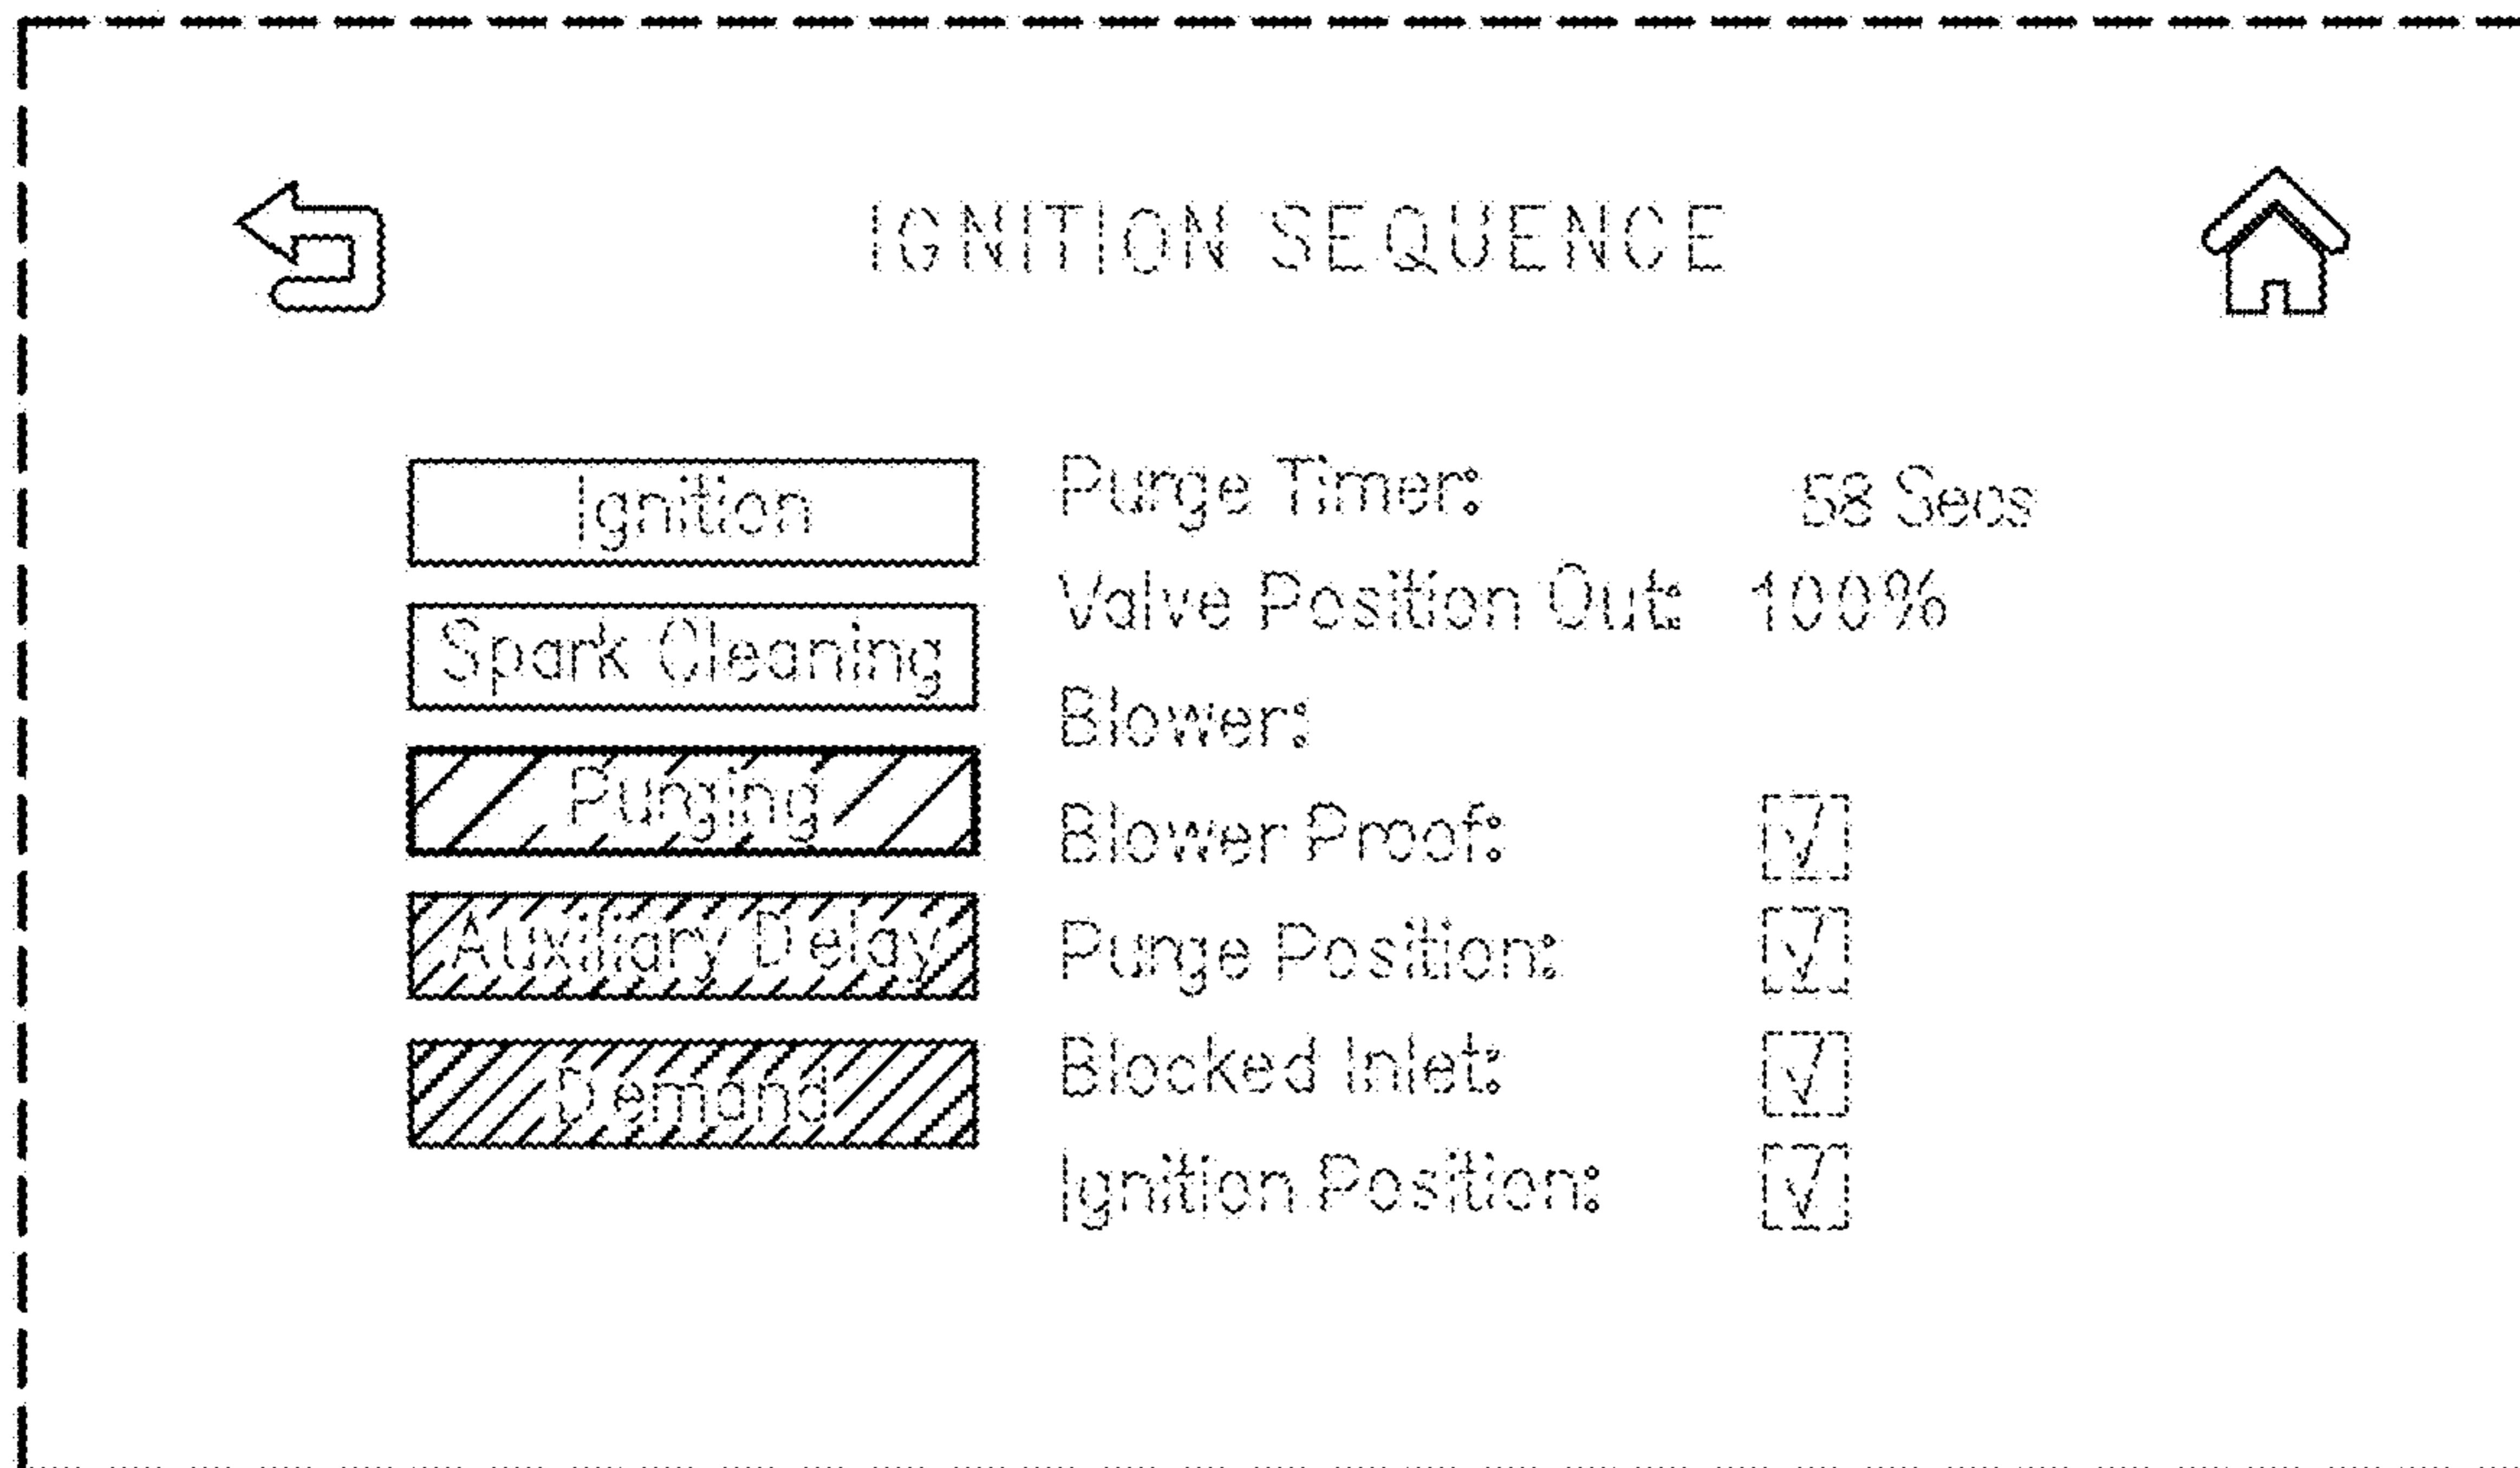 IGNITION SEQUENCE
Ignition
Spark Cleaning
Purging
Auxiliary Delay
Demand
Purge Timer: 58 Secs
Valve Position Out: 100%
Blower:
Blower Proof:
Purge Position:
Blocked Inlet:
Ignition Position: